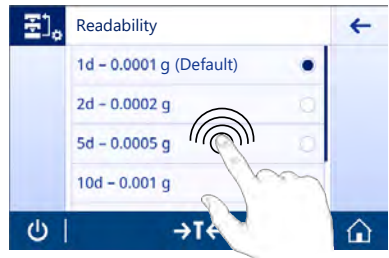 Readability
1d – 0.0001 g (Default)
2d – 0.0002 g
5d – 0.0005 g
10d – 0.001 g
→T←